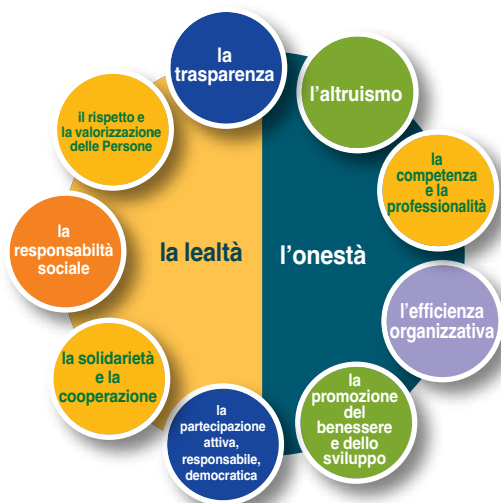 la
trasparenza
l'altruismo
il rispetto e
la valorizzazione
delle Persone
la
competenza
e la
professionalità
la
responsabiltà
sociale
la lealtà
l'onestà
l'efficienza
organizzativa
la solidarietà
e la
cooperazione
la
promozione
del
benessere
e dello
sviluppo
la
partecipazione
attiva,
responsabile,
democratica